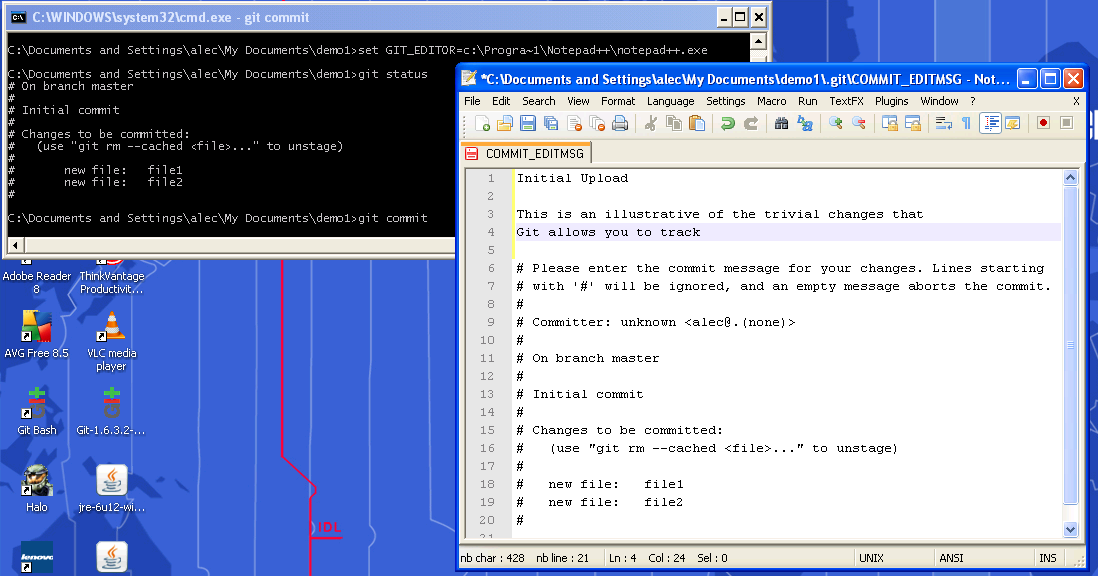 C:\WINDOWS\system32\cmd.exe - git commit
C:\Documents and Settings\alec\My Documents\demo1>set GIT_EDITOR=c:\Progra~1\Notepad++\notepad++.exe
C:\Documents and Settings\alec\My Documents\demo1>git status
# On branch master
#
# Initial commit
#
# Changes to be committed:
#   (use "git rm --cached <file>..." to unstage)
#
#       new file:   file1
#       new file:   file2
#
C:\Documents and Settings\alec\My Documents\demo1>git commit
*C:\Documents and Settings\alec\My Documents\demo1\.git\COMMIT_EDITMSG - Not...
File Edit Search View Format Language Settings Macro Run TextFX Plugins Window ? X
COMMIT_EDITMSG
1 Initial Upload
2
3 This is an illustrative of the trivial changes that
4 Git allows you to track
5
6 # Please enter the commit message for your changes. Lines starting
7 # with '#' will be ignored, and an empty message aborts the commit.
8 #
9 # Committer: unknown <alec@.(none)>
10 #
11 # On branch master
12 #
13 # Initial commit
14 #
15 # Changes to be committed:
16 #   (use "git rm --cached <file>..." to unstage)
17 #
18 #   new file:   file1
19 #   new file:   file2
20 #
21
nb char : 428 nb line : 21 Ln : 4 Col : 24 Sel : 0 UNIX ANSI INS
Adobe Reader
8
ThinkVantage
Productivit...
AVG Free 8.5
VLC media
player
Git Bash
Git-1.6.3.2-...
Halo
jre-6u12-wi...
lenovo
IDL